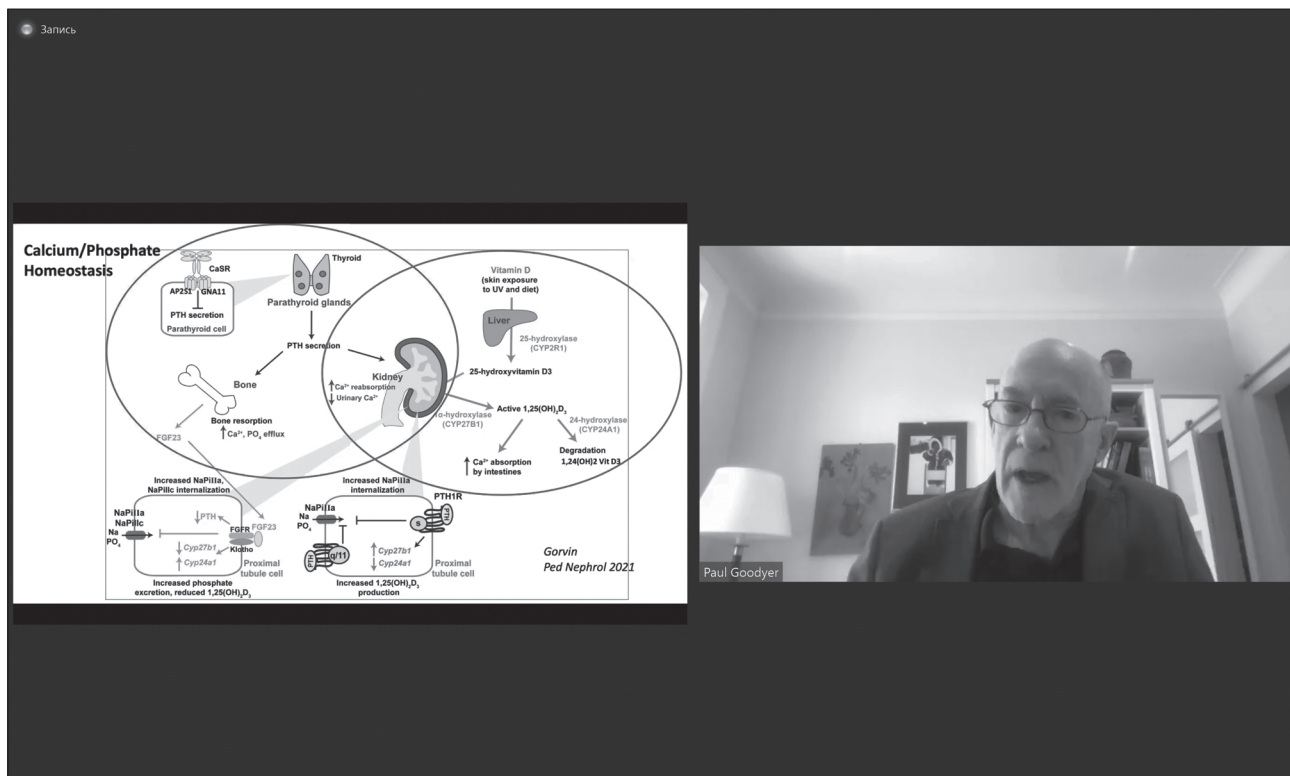 Запись
Calcium/Phosphate
Homeostasis
CaSR
AP2S1 GNA11
PTH secretion
Parathyroid cell
Thyroid
Parathyroid glands
PTH secretion
Bone
Bone resorption
↑ Ca²⁺, PO₄ efflux
FGF23
Kidney
↑ Ca²⁺ reabsorption
↓ Urinary Ca²⁺
Vitamin D
(skin exposure
to UV and diet)
Liver
25-hydroxylase
(CYP2R1)
25-hydroxyvitamin D3
1α-hydroxylase
(CYP27B1)
Active 1,25(OH)₂D₃
24-hydroxylase
(CYP24A1)
↑ Ca²⁺ absorption
by intestines
Degradation
1,24(OH)2 Vit D3
Increased NaPiIIa,
NaPiIIc internalization
NaPiIIa
NaPiIIc
Na
PO₄
↓PTH
FGFR
FGF23
Klotho
↓ Cyp27b1
↑ Cyp24a1
Proximal
tubule cell
Increased phosphate
excretion, reduced 1,25(OH)₂D₃
Increased NaPiIIa
internalization
NaPiIIa
Na
PO₄
PTH1R
PTH
s
PTH
q/11
↑ Cyp27b1
↓ Cyp24a1
Proximal
tubule cell
Increased 1,25(OH)₂D₃
production
Gorvin
Ped Nephrol 2021
Paul Goodyer